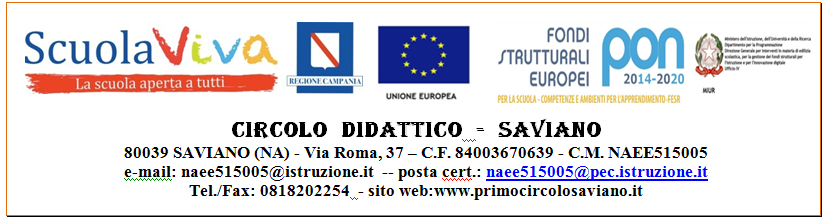 ScuolaViva
La scuola aperta a tutti
REGIONE CAMPANIA
UNIONE EUROPEA
FONDI
STRUTTURALI
EUROPEI
pon
2014-2020
PER LA SCUOLA - COMPETENZE E AMBIENTI PER L'APPRENDIMENTO-FESR
Ministero dell'Istruzione, dell'Università e della Ricerca
Dipartimento per la Programmazione
Direzione Generale per interventi in materia di edilizia
scolastica, per la gestione dei fondi strutturali per
l'istruzione e per l'innovazione digitale
Ufficio IV
MIUR
CIRCOLO DIDATTICO - SAVIANO
80039 SAVIANO (NA) - Via Roma, 37 – C.F. 84003670639 - C.M. NAEE515005
e-mail: naee515005@istruzione.it -- posta cert.: naee515005@pec.istruzione.it
Tel./Fax: 0818202254 - sito web:www.primocircolosaviano.it